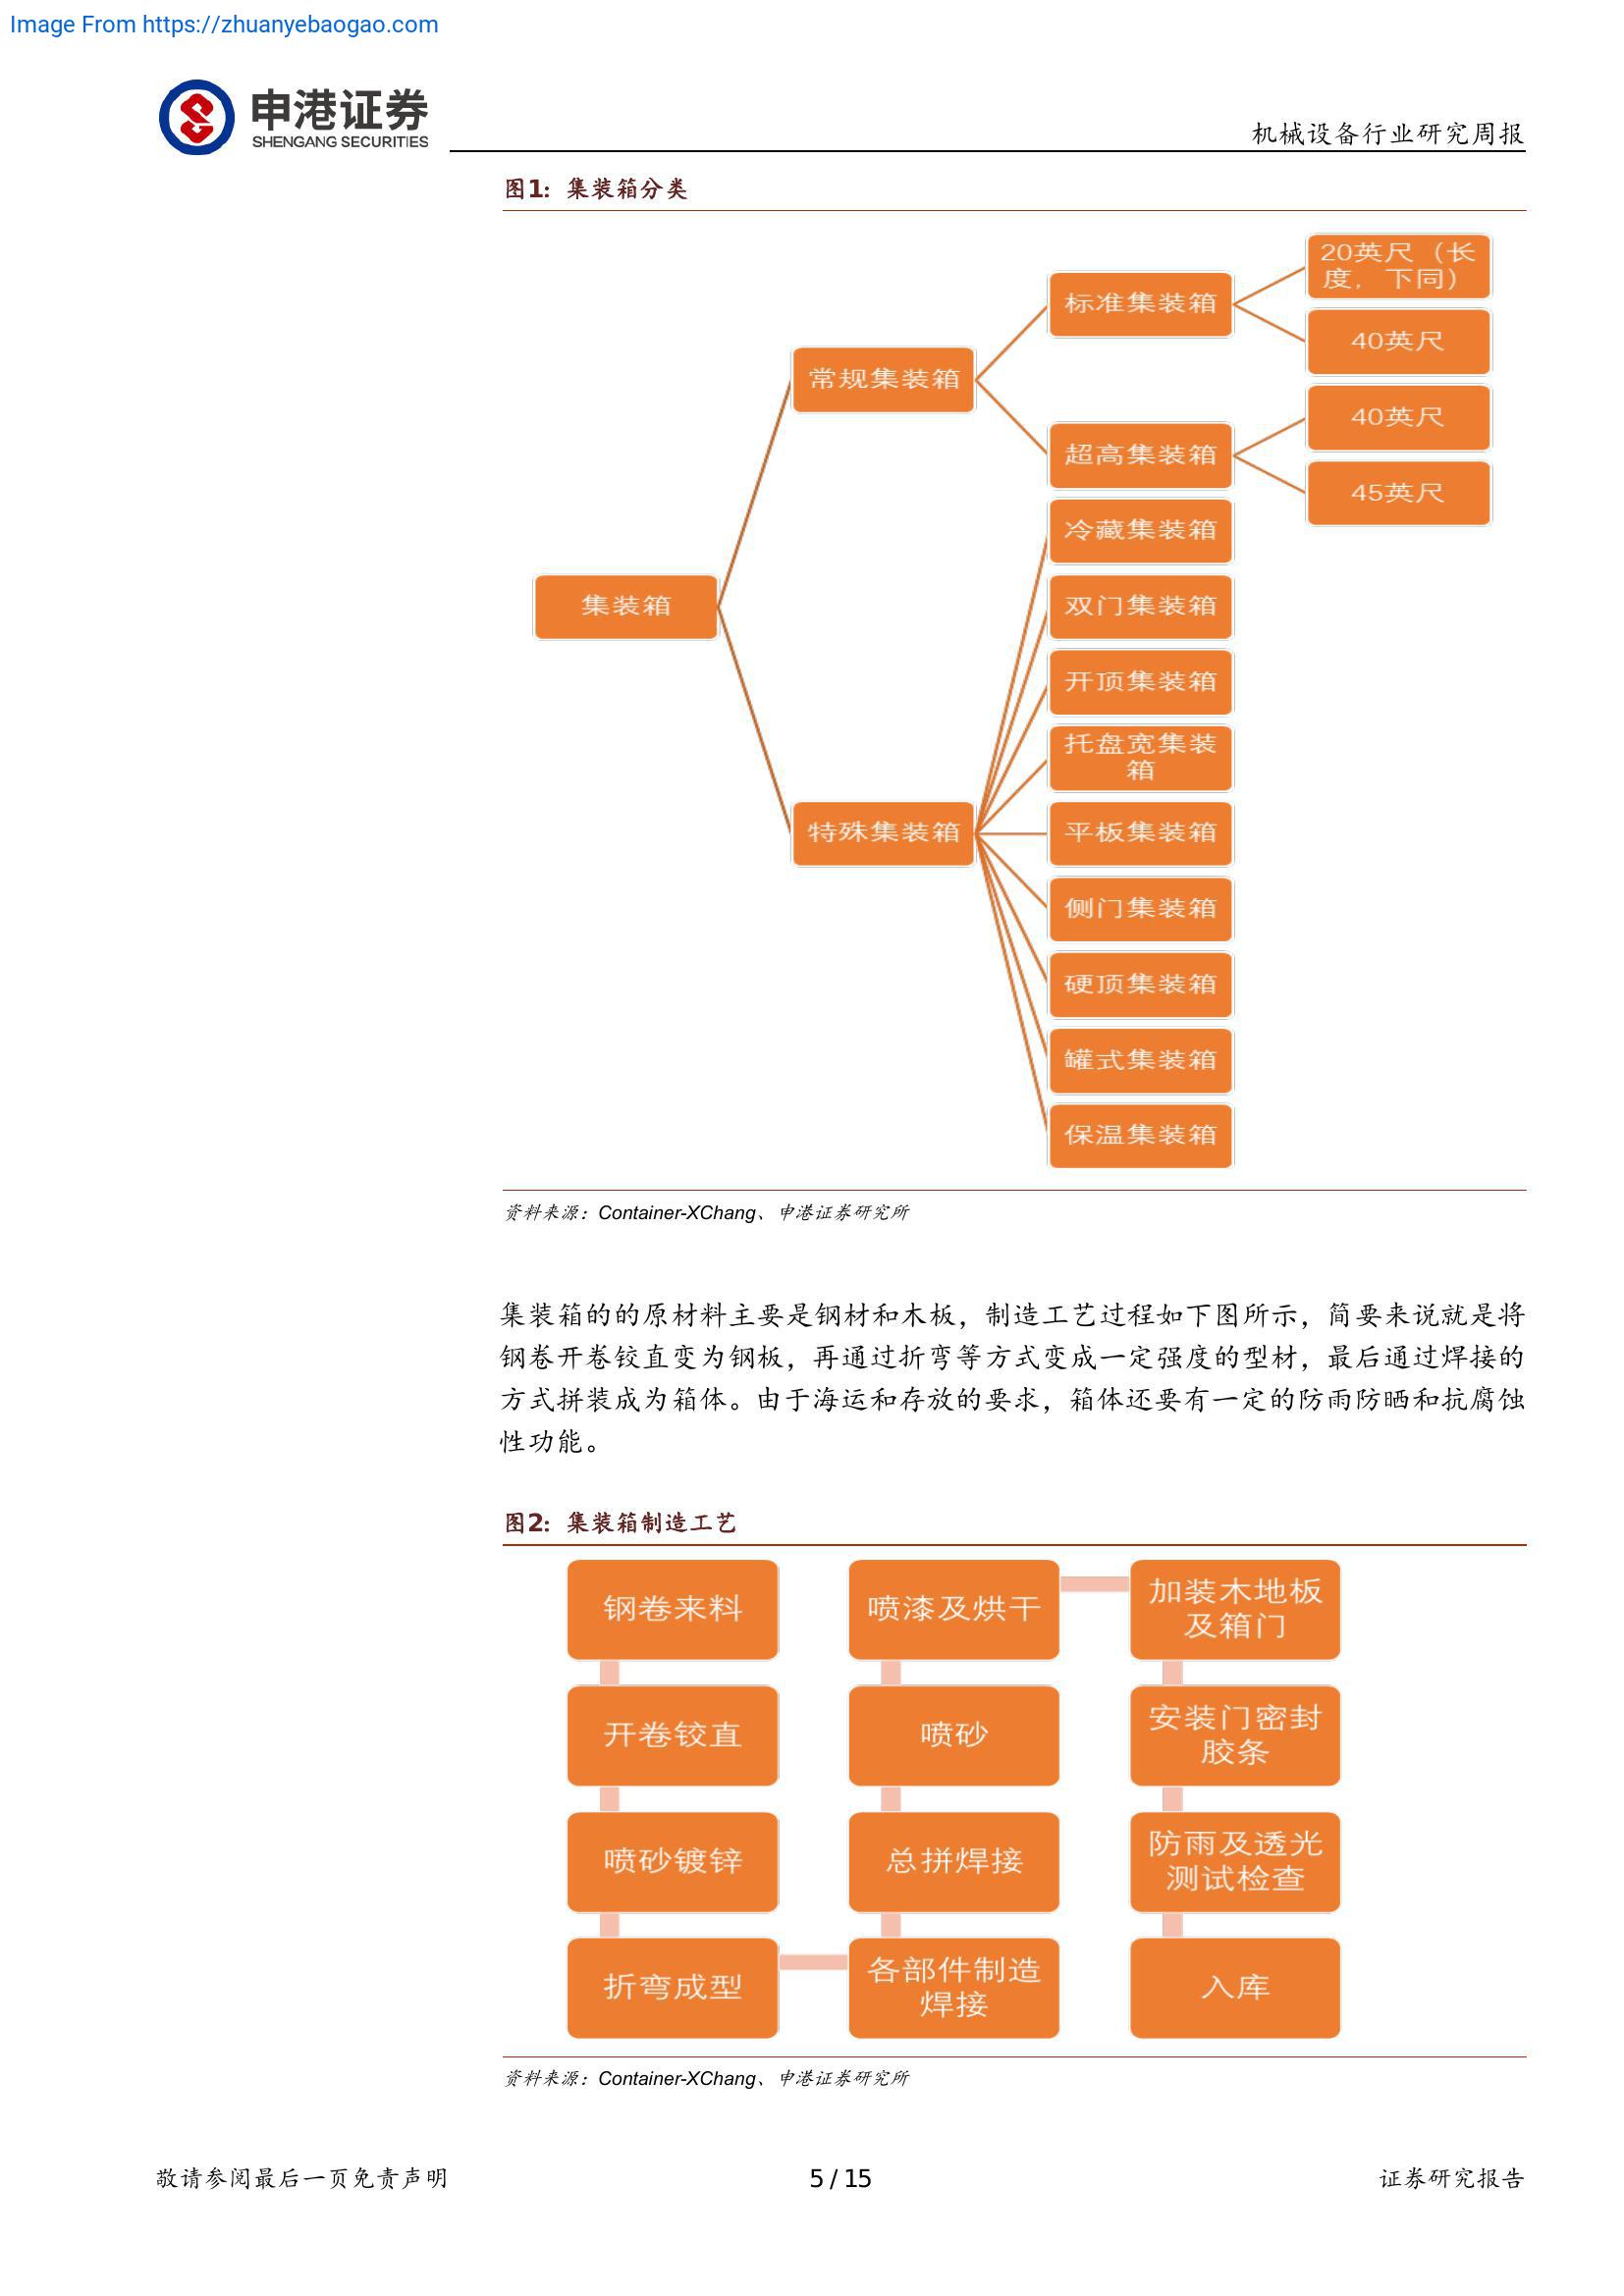 Image From https://zhuanyebaogao.com
申港证券
SHENGANG SECURITIES
机械设备行业研究周报
图1：集装箱分类
集装箱
常规集装箱
标准集装箱
20英尺（长
度，下同）
40英尺
超高集装箱
40英尺
45英尺
特殊集装箱
冷藏集装箱
双门集装箱
开顶集装箱
托盘宽集装
箱
平板集装箱
侧门集装箱
硬顶集装箱
罐式集装箱
保温集装箱
资料来源：Container-XChang、申港证券研究所
集装箱的的原材料主要是钢材和木板，制造工艺过程如下图所示，简要来说就是将
钢卷开卷铰直变为钢板，再通过折弯等方式变成一定强度的型材，最后通过焊接的
方式拼装成为箱体。由于海运和存放的要求，箱体还要有一定的防雨防晒和抗腐蚀
性功能。
图2：集装箱制造工艺
钢卷来料
开卷铰直
喷砂镀锌
折弯成型
各部件制造
焊接
总拼焊接
喷砂
喷漆及烘干
加装木地板
及箱门
安装门密封
胶条
防雨及透光
测试检查
入库
资料来源：Container-XChang、申港证券研究所
敬请参阅最后一页免责声明
5 / 15
证券研究报告